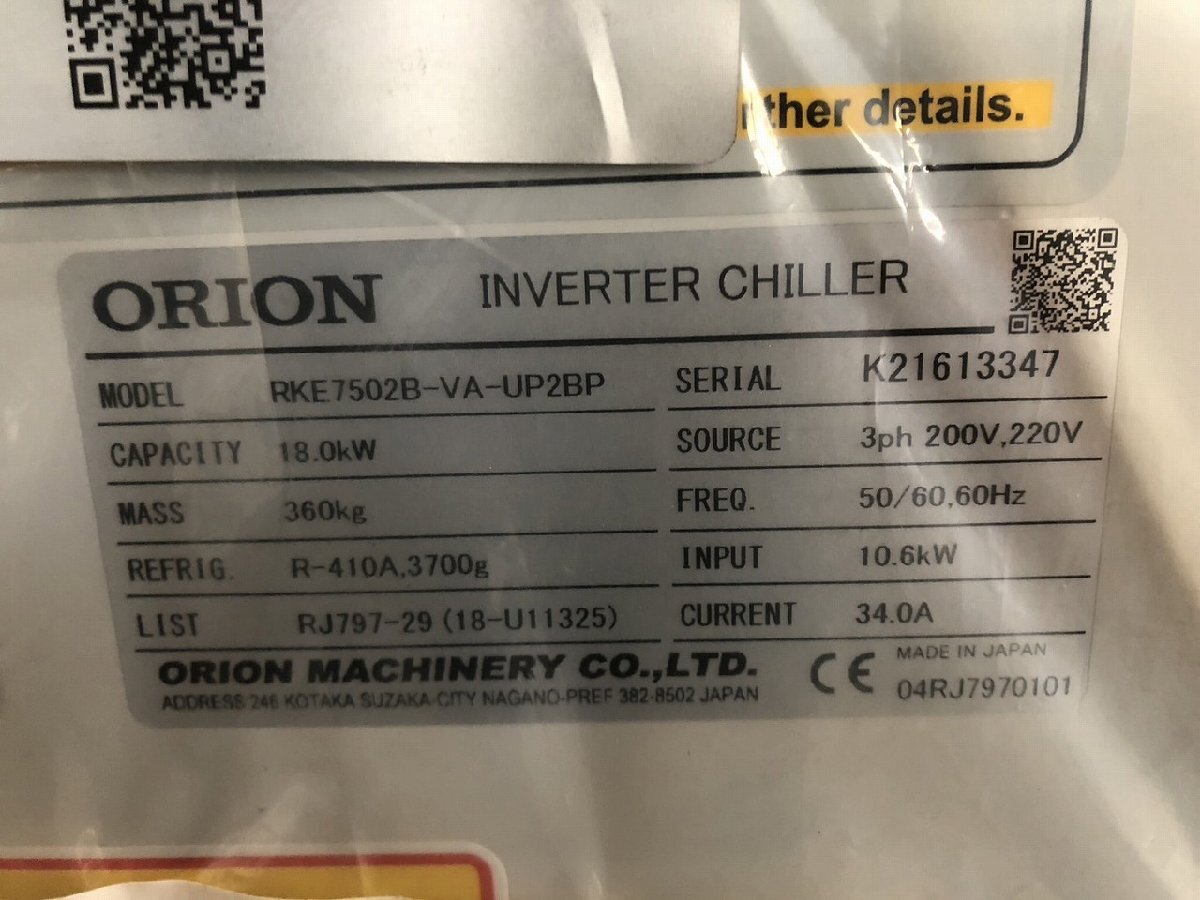 ther details.
ORION INVERTER CHILLER
MODEL RKE7502B-VA-UP2BP SERIAL K21613347
CAPACITY 18.0kW SOURCE 3ph 200V,220V
MASS 360kg FREQ. 50/60,60Hz
REFRIG. R-410A,3700g INPUT 10.6kW
LIST RJ797-29 (18-U11325) CURRENT 34.0A
ORION MACHINERY CO.,LTD. CE MADE IN JAPAN
ADDRESS 246 KOTAKA SUZAKA-CITY NAGANO-PREF 382-8502 JAPAN 04RJ7970101